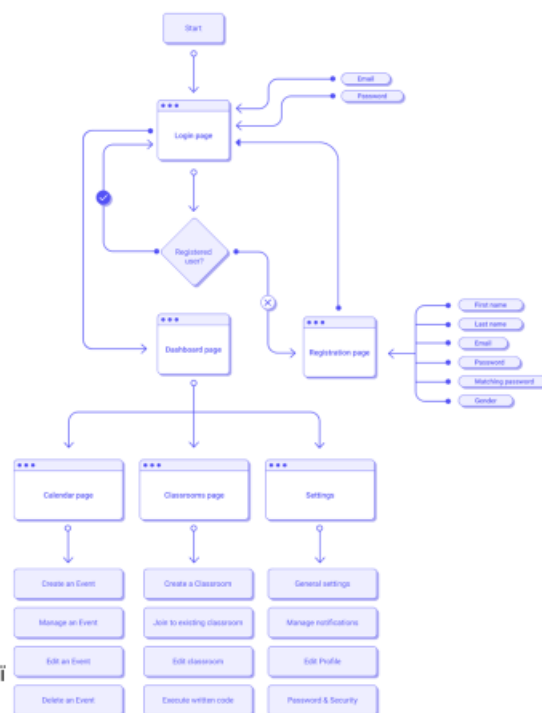 Start
Email
Password
Login page
Registered
user?
Dashboard page
Registration page
First name
Last name
Email
Password
Matching password
Gender
Calendar page
Classrooms page
Settings
Create an Event
Create a Classroom
General settings
Manage an Event
Join to existing classroom
Manage notifications
Edit an Event
Edit classroom
Edit Profile
ї
Delete an Event
Execute written code
Password & Security